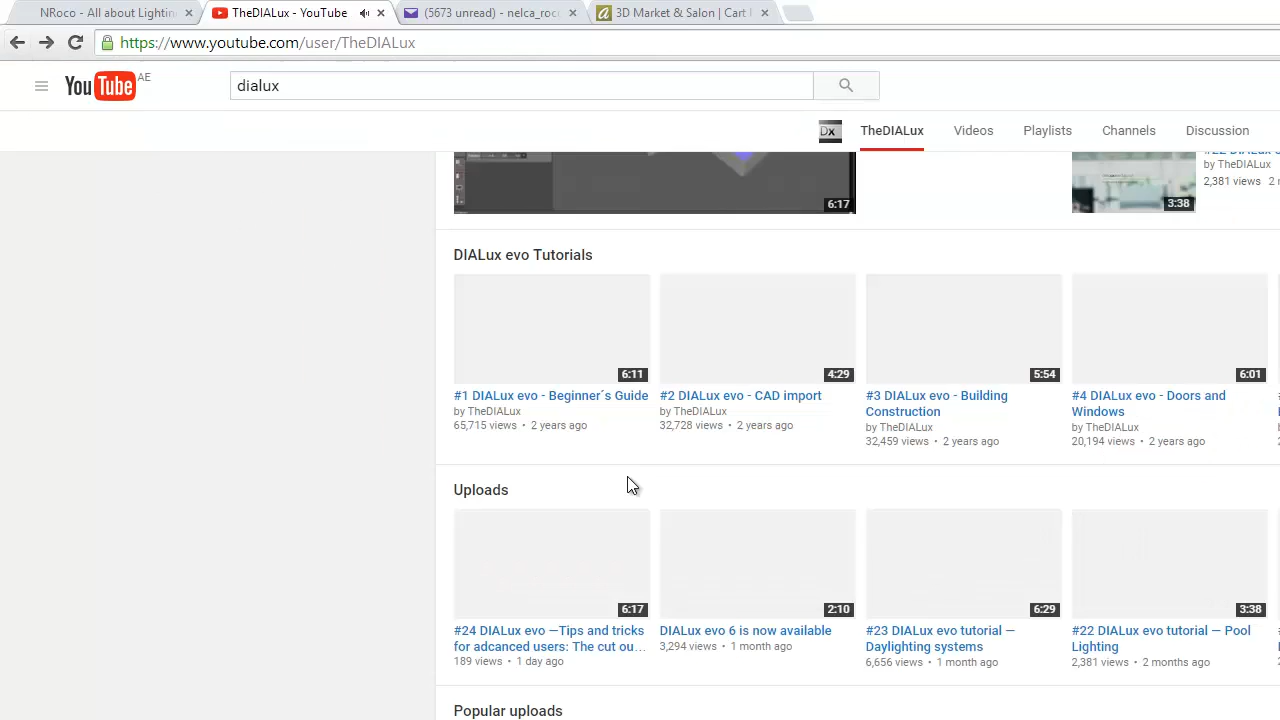 NRoco - All about Lightin
TheDIALux - YouTube
(5673 unread) - nelca_roc
3D Market & Salon | Cart
https://www.youtube.com/user/TheDIALux
YouTube AE
dialux
Dx
TheDIALux
Videos
Playlists
Channels
Discussion
6:17
3:38
by TheDIALux
2,381 views
DIALux evo Tutorials
6:11
4:29
5:54
6:01
#1 DIALux evo - Beginner´s Guide
by TheDIALux
65,715 views • 2 years ago
#2 DIALux evo - CAD import
by TheDIALux
32,728 views • 2 years ago
#3 DIALux evo - Building
Construction
by TheDIALux
32,459 views • 2 years ago
#4 DIALux evo - Doors and
Windows
by TheDIALux
20,194 views • 2 years ago
Uploads
6:17
2:10
6:29
3:38
#24 DIALux evo —Tips and tricks
for adcanced users: The cut ou...
189 views • 1 day ago
DIALux evo 6 is now available
3,294 views • 1 month ago
#23 DIALux evo tutorial —
Daylighting systems
6,656 views • 1 month ago
#22 DIALux evo tutorial — Pool
Lighting
2,381 views • 2 months ago
Popular uploads